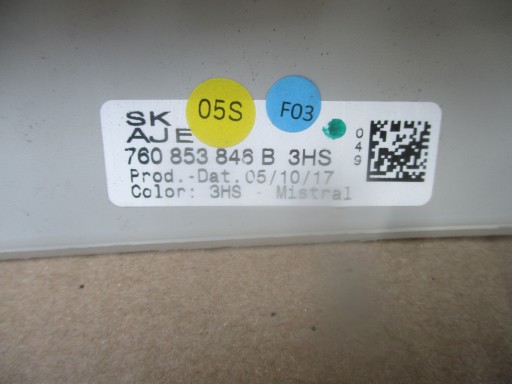 05S
F03
SK
AJE
760 853 846 B 3HS
Prod.-Dat. 05/10/17
Color: 3HS - Mistral
049